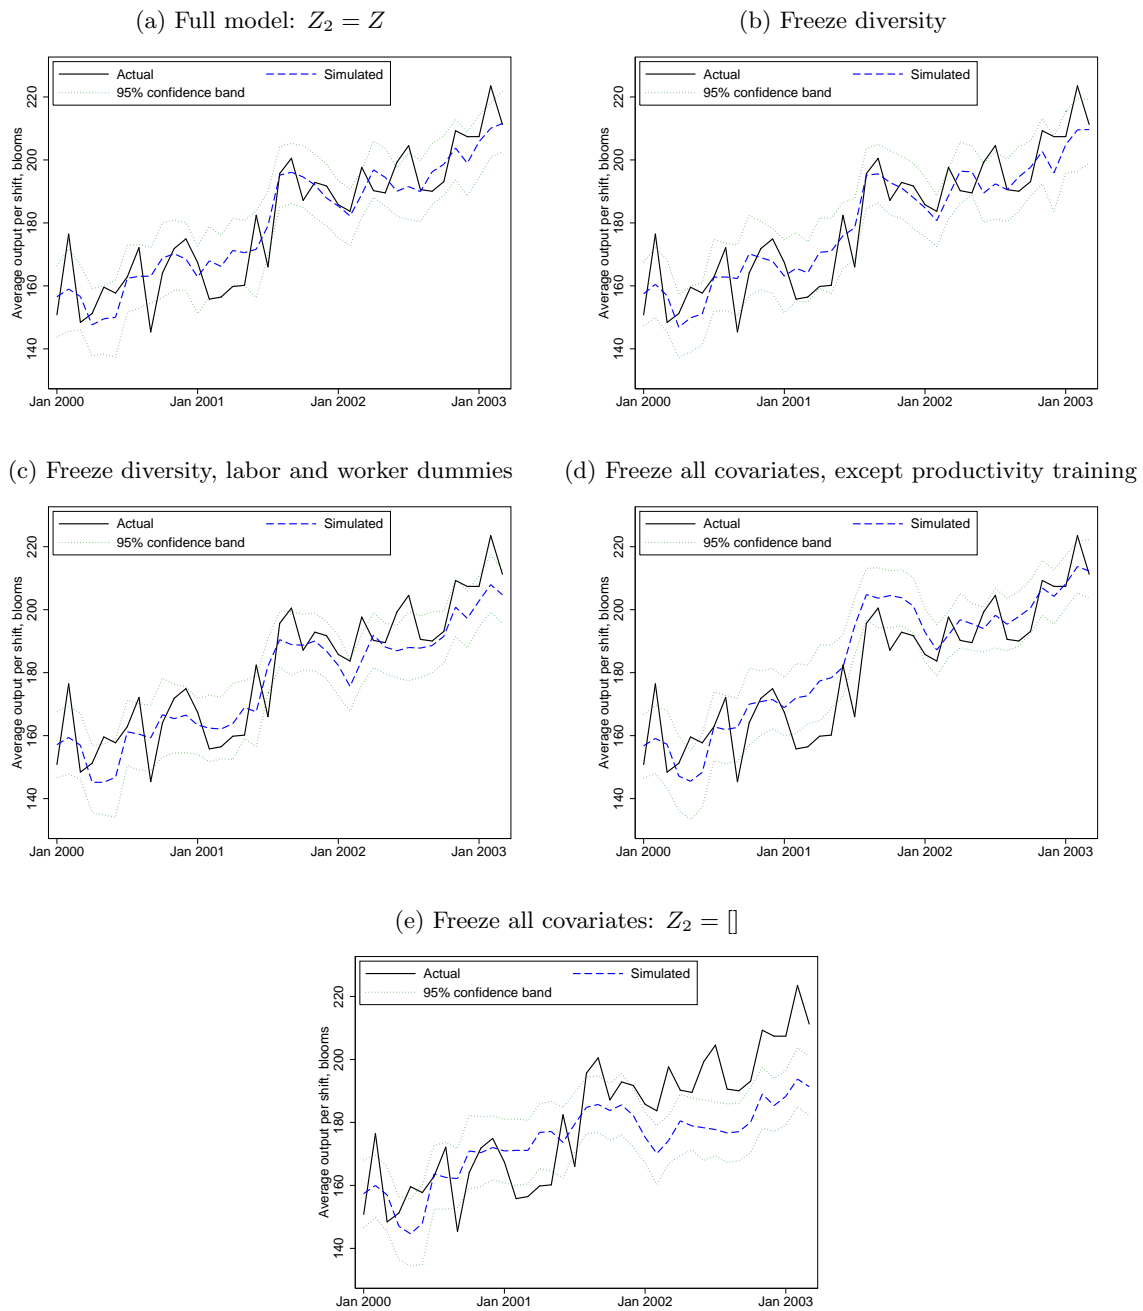 (a) Full model: Z₂ = Z
Actual
Simulated
95% confidence band
Average output per shift, blooms
140 160 180 200 220
Jan 2000 Jan 2001 Jan 2002 Jan 2003
(b) Freeze diversity
Actual
Simulated
95% confidence band
Average output per shift, blooms
140 160 180 200 220
Jan 2000 Jan 2001 Jan 2002 Jan 2003
(c) Freeze diversity, labor and worker dummies
Actual
Simulated
95% confidence band
Average output per shift, blooms
140 160 180 200 220
Jan 2000 Jan 2001 Jan 2002 Jan 2003
(d) Freeze all covariates, except productivity training
Actual
Simulated
95% confidence band
Average output per shift, blooms
140 160 180 200 220
Jan 2000 Jan 2001 Jan 2002 Jan 2003
(e) Freeze all covariates: Z₂ = []
Actual
Simulated
95% confidence band
Average output per shift, blooms
140 160 180 200 220
Jan 2000 Jan 2001 Jan 2002 Jan 2003